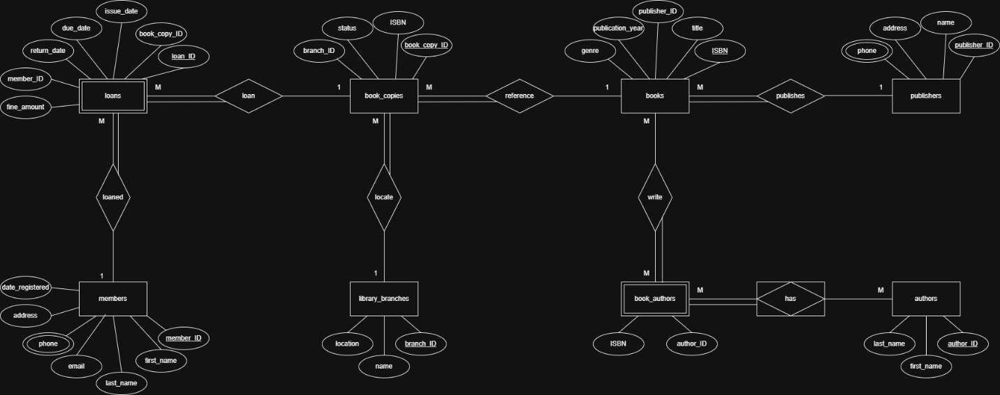 issue_date
due_date
book_copy_ID
return_date
loan_ID
member_ID
fine_amount
loans
M
loan
1
M
ISBN
status
book_copy_ID
branch_ID
book_copies
M
reference
1
M
publisher_ID
publication_year
title
genre
ISBN
books
M
publishes
1
M
name
address
publisher_ID
phone
publishers
loaned
locate
write
1
1
M
date_registered
members
address
phone
member_ID
email
first_name
last_name
library_branches
location
branch_ID
name
book_authors
M
has
M
ISBN
author_ID
authors
last_name
author_ID
first_name